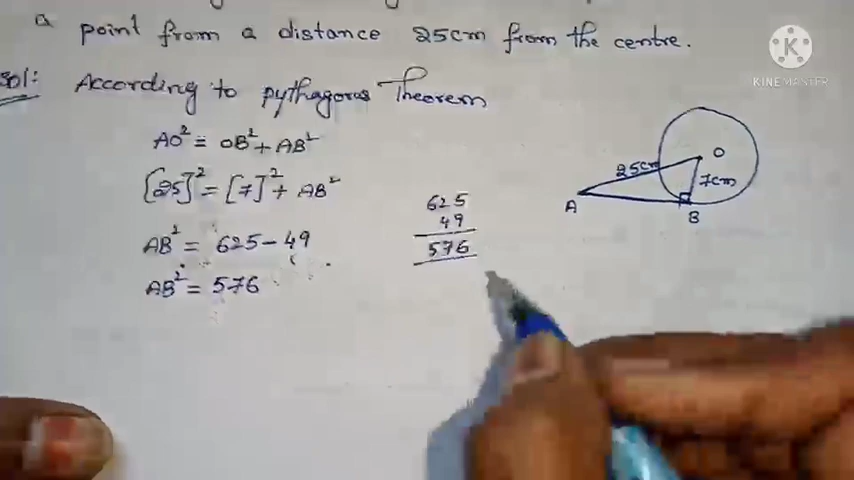 a point from a distance 25cm from the centre.
Sol: According to pythagoras Theorem
AO² = OB² + AB²
[25]² = [7]² + AB²
AB² = 625 - 49
AB² = 576
625
49
576
O
25cm
7cm
A
B
K
KINEMASTER